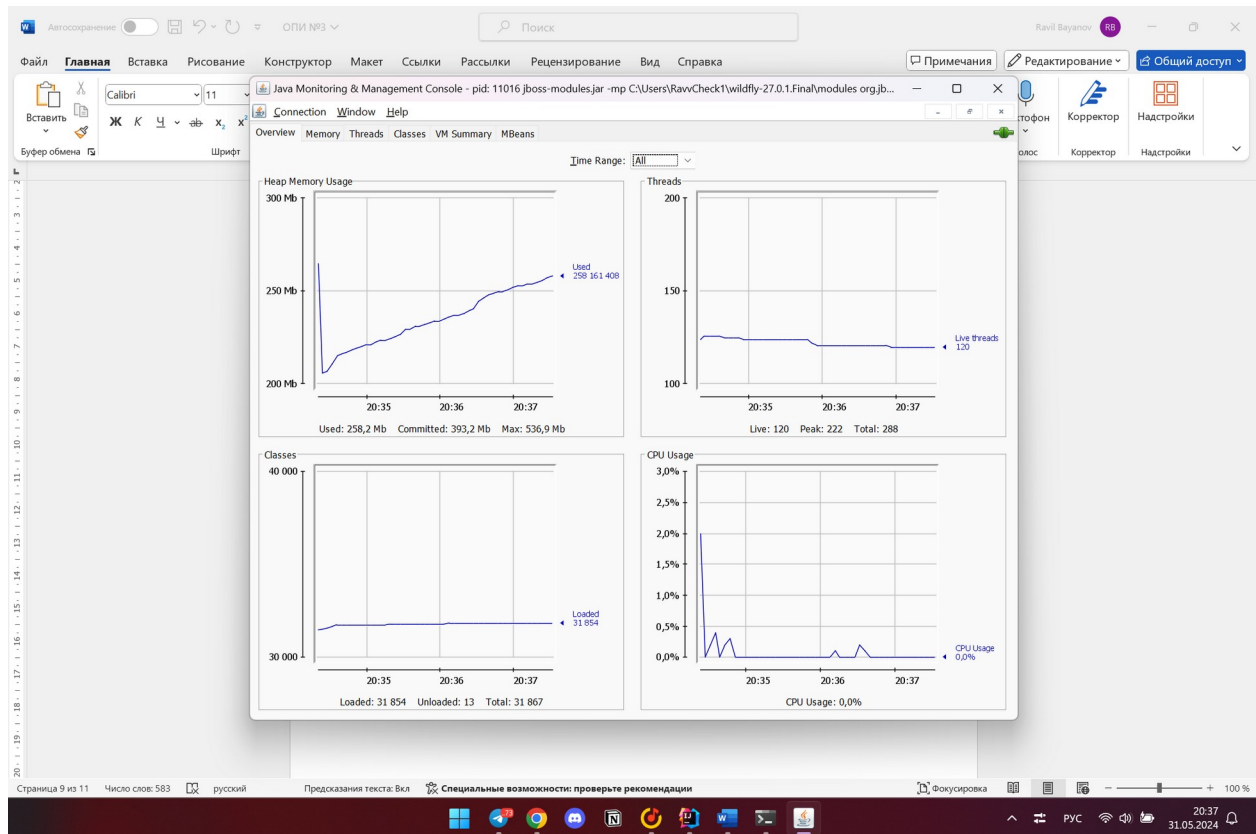 Автосохранение
ОПИ №3
Поиск
Ravil Bayanov RB
Файл Главная Вставка Рисование Конструктор Макет Ссылки Рассылки Рецензирование Вид Справка
Примечания Редактирование Общий доступ
Вставить
Calibri 11
Ж К Ч ab x₂ x²
Буфер обмена Шрифт
Корректор Надстройки
Корректор Надстройки
Java Monitoring & Management Console - pid: 11016 jboss-modules.jar -mp C:\Users\RavvCheck1\wildfly-27.0.1.Final\modules org.jb...
Connection Window Help
Overview Memory Threads Classes VM Summary MBeans
Time Range: All
Heap Memory Usage
300 Mb
250 Mb
200 Mb
Used
258 161 408
20:35 20:36 20:37
Used: 258,2 Mb Committed: 393,2 Mb Max: 536,9 Mb
Threads
200
150
100
Live threads
120
20:35 20:36 20:37
Live: 120 Peak: 222 Total: 288
Classes
40 000
30 000
Loaded
31 854
20:35 20:36 20:37
Loaded: 31 854 Unloaded: 13 Total: 31 867
CPU Usage
3,0%
2,5%
2,0%
1,5%
1,0%
0,5%
0,0%
CPU Usage
0,0%
20:35 20:36 20:37
CPU Usage: 0,0%
Страница 9 из 11 Число слов: 583 русский Предсказания текста: Вкл Специальные возможности: проверьте рекомендации Фокусировка 100 %
73
РУС
20:37
31.05.2024